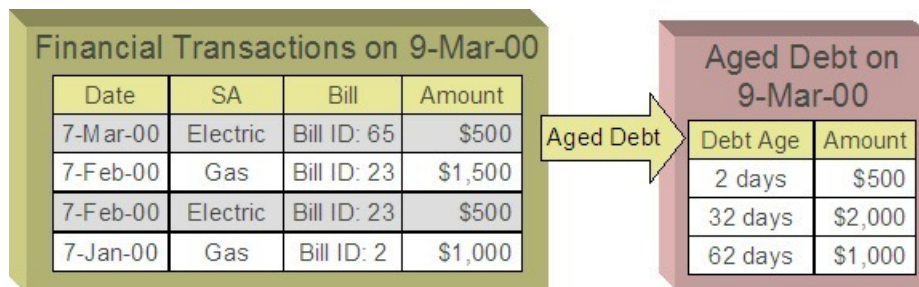 Financial Transactions on 9-Mar-00
Date SA Bill Amount
7-Mar-00 Electric Bill ID: 65 $500
7-Feb-00 Gas Bill ID: 23 $1,500
7-Feb-00 Electric Bill ID: 23 $500
7-Jan-00 Gas Bill ID: 2 $1,000
Aged Debt
Aged Debt on
9-Mar-00
Debt Age Amount
2 days $500
32 days $2,000
62 days $1,000